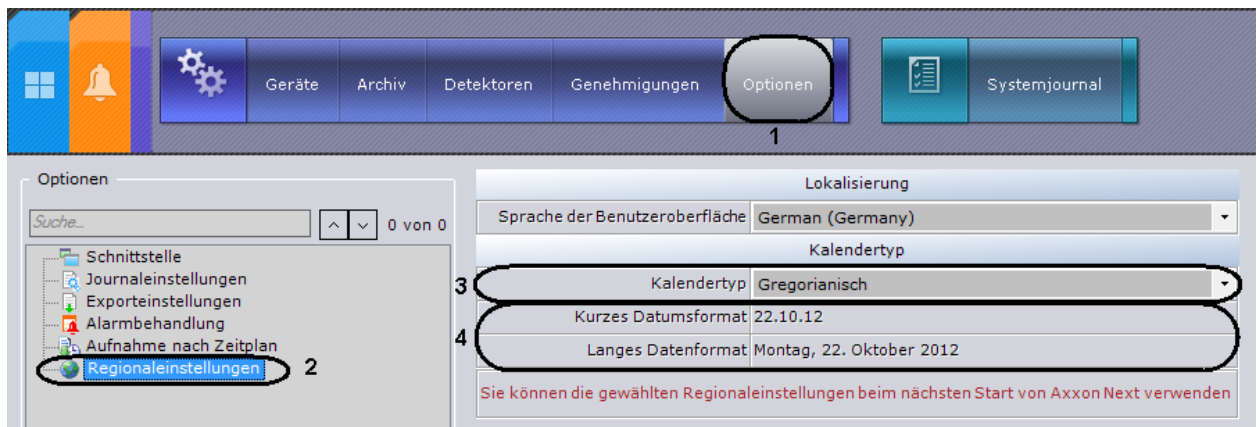 Geräte Archiv Detektoren Genehmigungen Optionen Systemjournal
1
Optionen
Suche... 0 von 0
Schnittstelle
Journaleinstellungen
Exporteinstellungen
Alarmbehandlung
Aufnahme nach Zeitplan
Regionaleinstellungen 2
Lokalisierung
Sprache der Benutzeroberfläche German (Germany)
Kalendertyp
3 Kalendertyp Gregorianisch
4 Kurzes Datumsformat 22.10.12
Langes Datenformat Montag, 22. Oktober 2012
Sie können die gewählten Regionaleinstellungen beim nächsten Start von Axxon Next verwenden